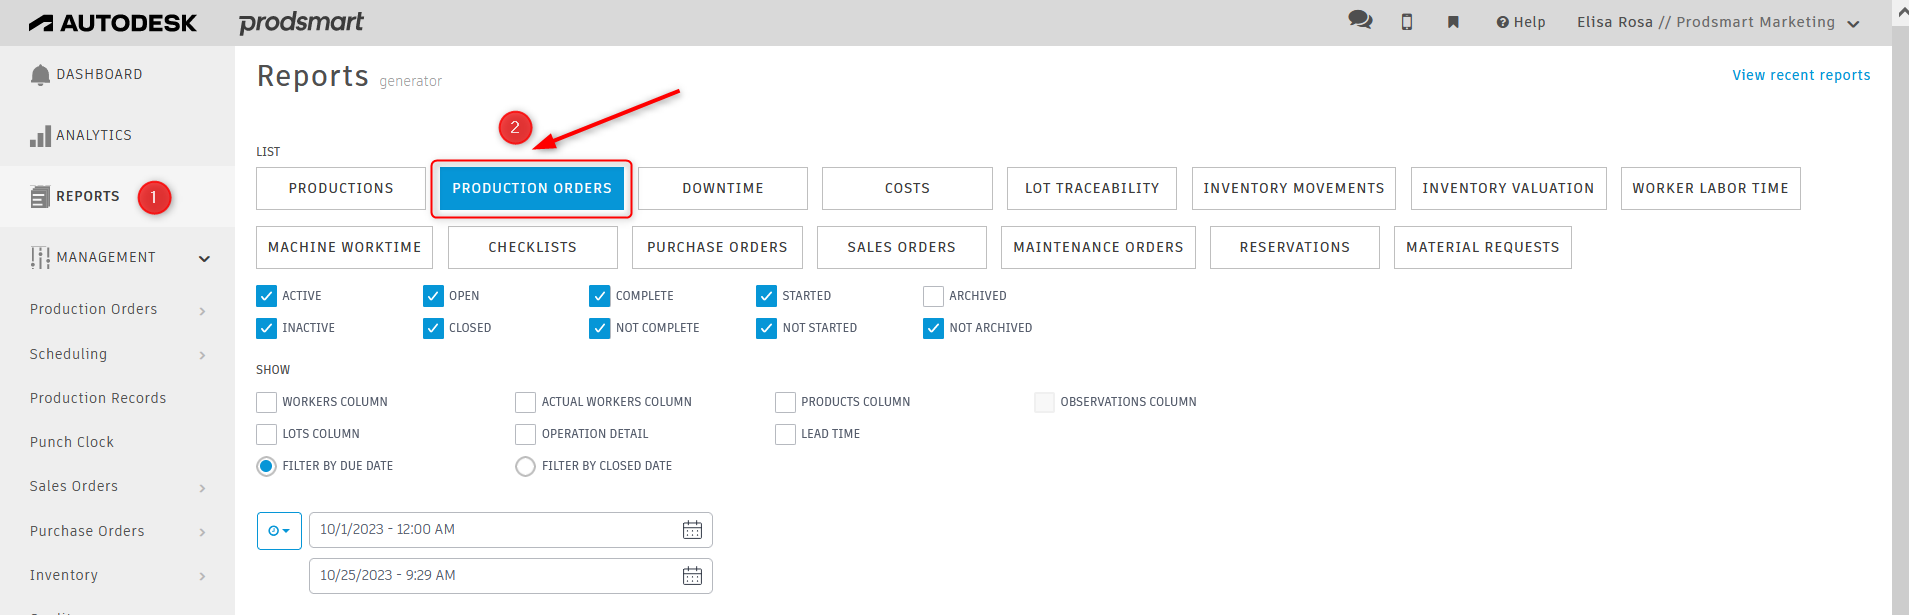 AUTODESK prodsmart
Help Elisa Rosa // Prodsmart Marketing
DASHBOARD
ANALYTICS
REPORTS 1
MANAGEMENT
Production Orders
Scheduling
Production Records
Punch Clock
Sales Orders
Purchase Orders
Inventory
Reports generator
View recent reports
2
LIST
PRODUCTIONS PRODUCTION ORDERS DOWNTIME COSTS LOT TRACEABILITY INVENTORY MOVEMENTS INVENTORY VALUATION WORKER LABOR TIME
MACHINE WORKTIME CHECKLISTS PURCHASE ORDERS SALES ORDERS MAINTENANCE ORDERS RESERVATIONS MATERIAL REQUESTS
ACTIVE OPEN COMPLETE STARTED ARCHIVED
INACTIVE CLOSED NOT COMPLETE NOT STARTED NOT ARCHIVED
SHOW
WORKERS COLUMN ACTUAL WORKERS COLUMN PRODUCTS COLUMN OBSERVATIONS COLUMN
LOTS COLUMN OPERATION DETAIL LEAD TIME
FILTER BY DUE DATE FILTER BY CLOSED DATE
10/1/2023 - 12:00 AM
10/25/2023 - 9:29 AM